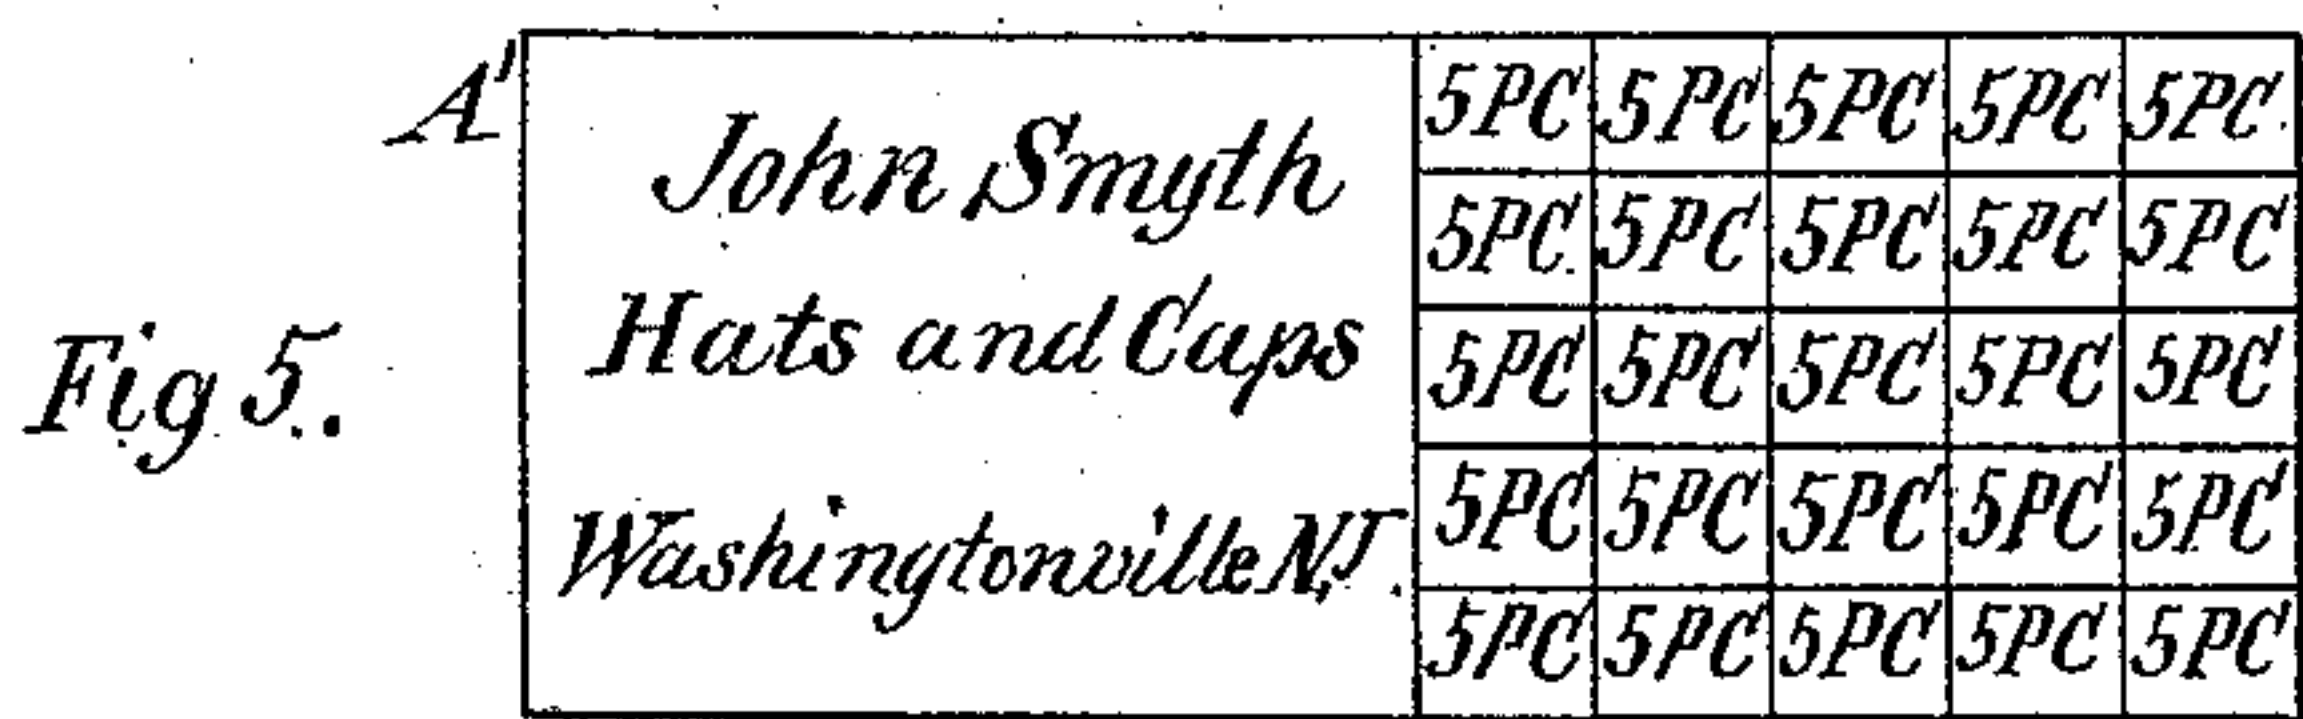 A'
5PC 5PC 5PC 5PC 5PC.
John Smyth
5PC. 5PC 5PC 5PC 5PC
Hats and Caps
Fig 5.
5PC 5PC 5PC 5PC 5PC
5PC 5PC 5PC 5PC 5PC
Washingtonville N.J.
5PC 5PC 5PC 5PC 5PC